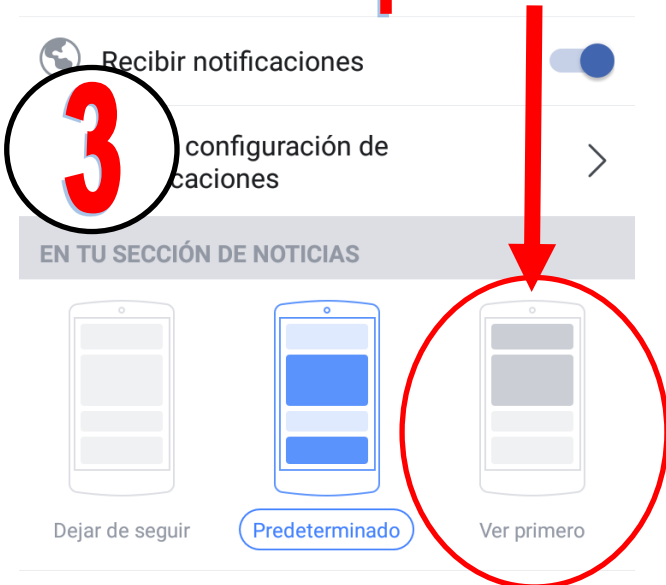 Recibir notificaciones
3
configuración de
caciones
EN TU SECCIÓN DE NOTICIAS
Dejar de seguir
Predeterminado
Ver primero